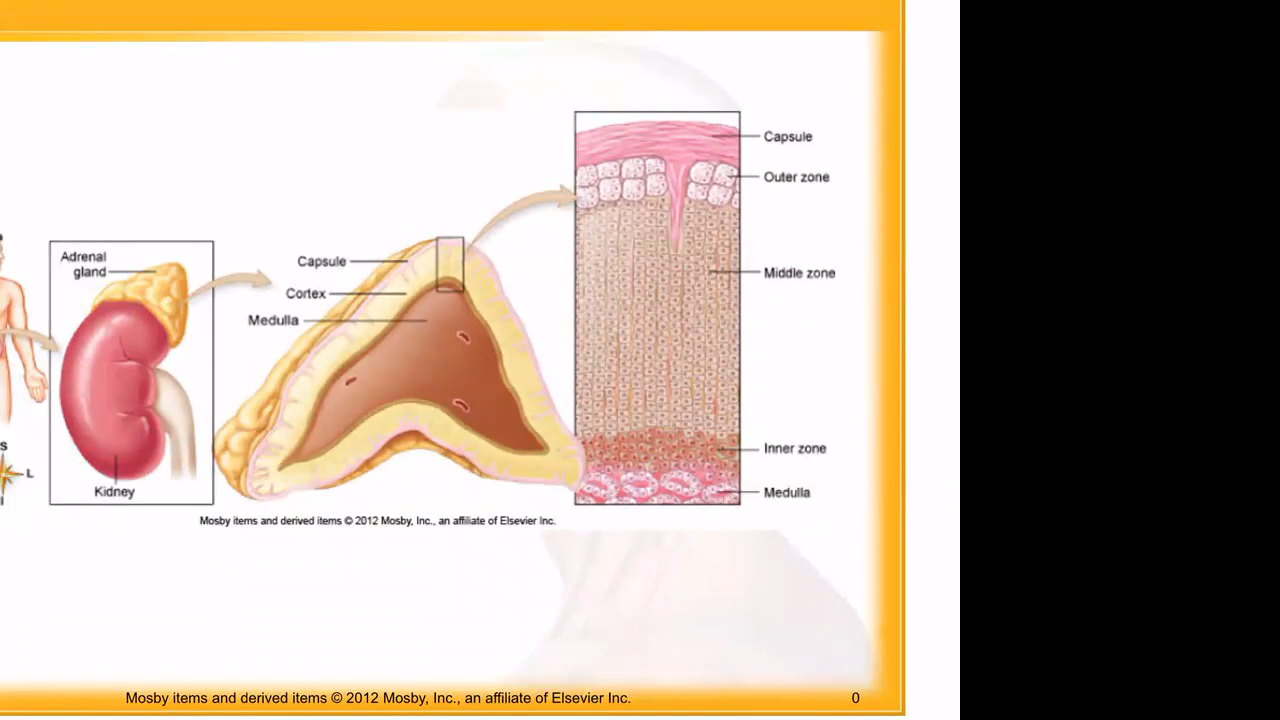 Capsule
Outer zone
Middle zone
Inner zone
Medulla
Adrenal
gland
Kidney
Capsule
Cortex
Medulla
S
L
I
Mosby items and derived items © 2012 Mosby, Inc., an affiliate of Elsevier Inc.
Mosby items and derived items © 2012 Mosby, Inc., an affiliate of Elsevier Inc.
0